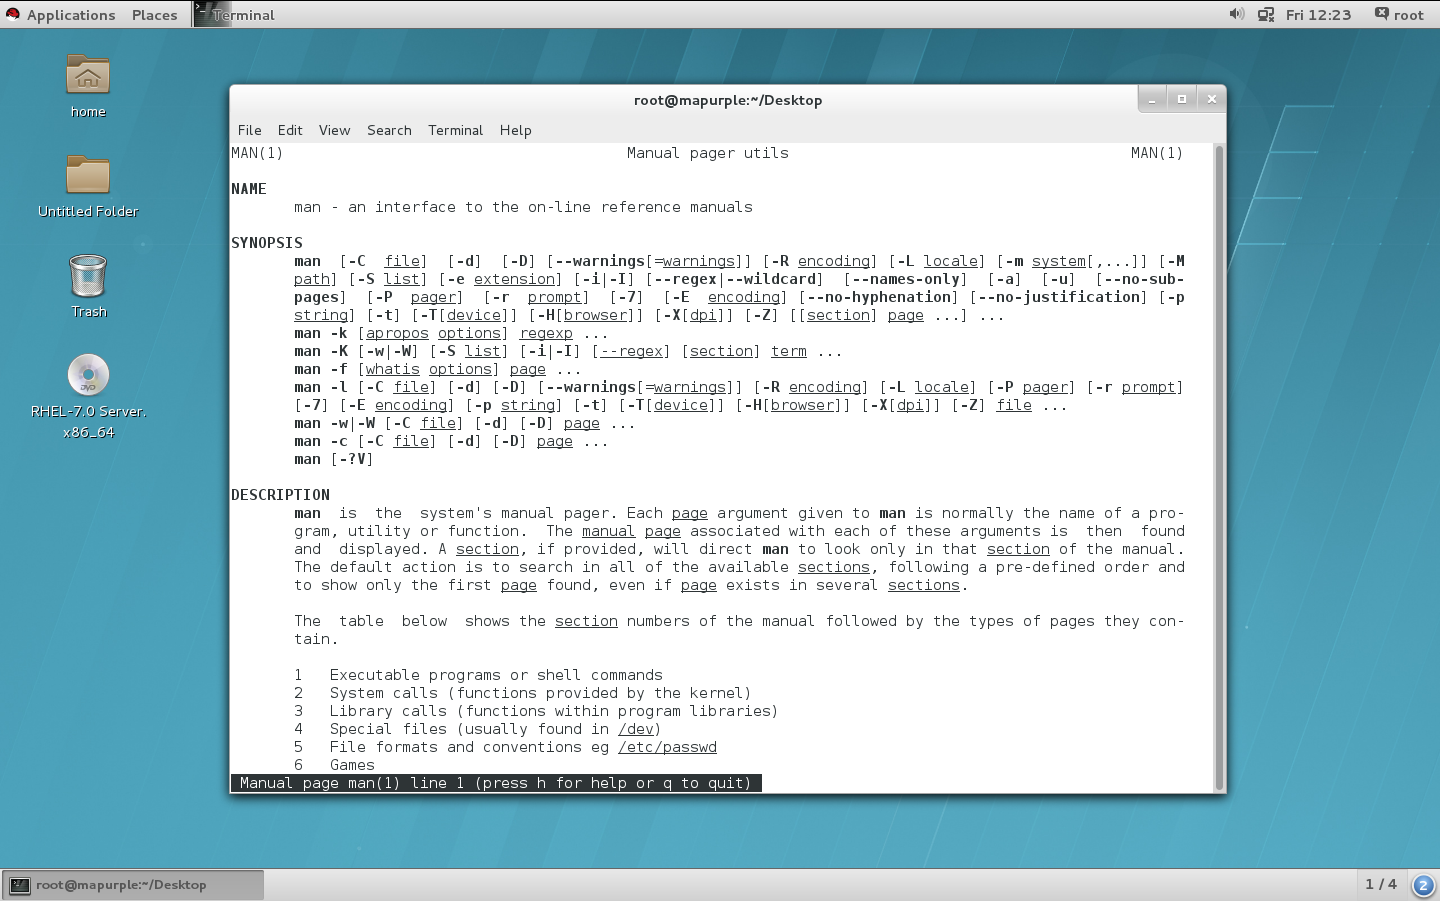 Applications Places Terminal Fri 12:23 root
home
Untitled Folder
Trash
DVD
RHEL-7.0 Server.
x86_64
root@mapurple:~/Desktop
File Edit View Search Terminal Help
MAN(1) Manual pager utils MAN(1)
NAME
man - an interface to the on-line reference manuals
SYNOPSIS
man [-C file] [-d] [-D] [--warnings[=warnings]] [-R encoding] [-L locale] [-m system[,...]] [-M
path] [-S list] [-e extension] [-i|-I] [--regex|--wildcard] [--names-only] [-a] [-u] [--no-sub-
pages] [-P pager] [-r prompt] [-7] [-E encoding] [--no-hyphenation] [--no-justification] [-p
string] [-t] [-T[device]] [-H[browser]] [-X[dpi]] [-Z] [[section] page ...] ...
man -k [apropos options] regexp ...
man -K [-w|-W] [-S list] [-i|-I] [--regex] [section] term ...
man -f [whatis options] page ...
man -l [-C file] [-d] [-D] [--warnings[=warnings]] [-R encoding] [-L locale] [-P pager] [-r prompt]
[-7] [-E encoding] [-p string] [-t] [-T[device]] [-H[browser]] [-X[dpi]] [-Z] file ...
man -w|-W [-C file] [-d] [-D] page ...
man -c [-C file] [-d] [-D] page ...
man [-?V]
DESCRIPTION
man is the system's manual pager. Each page argument given to man is normally the name of a pro-
gram, utility or function. The manual page associated with each of these arguments is then found
and displayed. A section, if provided, will direct man to look only in that section of the manual.
The default action is to search in all of the available sections, following a pre-defined order and
to show only the first page found, even if page exists in several sections.
The table below shows the section numbers of the manual followed by the types of pages they con-
tain.
1 Executable programs or shell commands
2 System calls (functions provided by the kernel)
3 Library calls (functions within program libraries)
4 Special files (usually found in /dev)
5 File formats and conventions eg /etc/passwd
6 Games
Manual page man(1) line 1 (press h for help or q to quit)
root@mapurple:~/Desktop 1 / 4 2